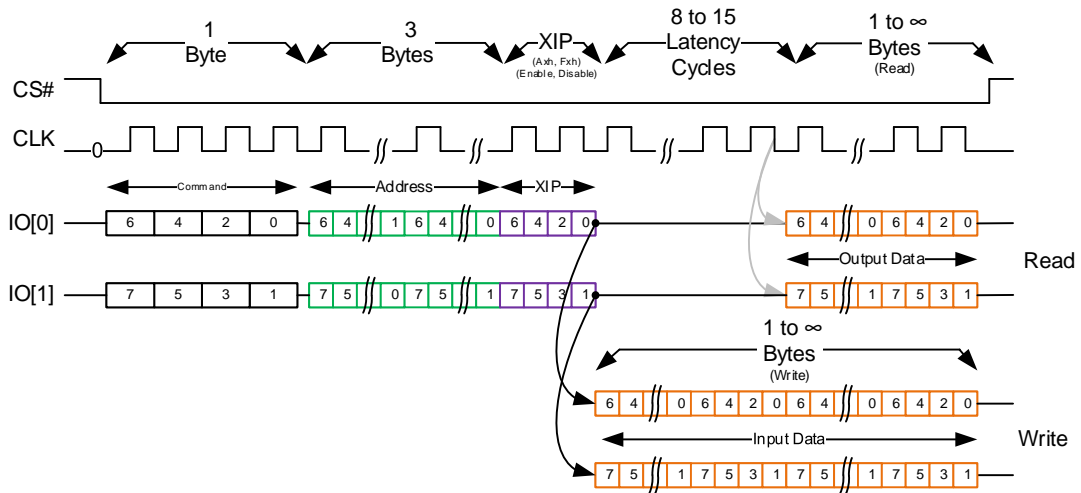 1
Byte
3
Bytes
XIP
(Axh, Fxh)
(Enable, Disable)
8 to 15
Latency
Cycles
1 to ∞
Bytes
(Read)
CS#
CLK
0
Command
Address
XIP
IO[0]
6 4 2 0 6 4 1 6 4 0 6 4 2 0 6 4 0 6 4 2 0
Output Data
Read
IO[1]
7 5 3 1 7 5 0 7 5 1 7 5 3 1 7 5 1 7 5 3 1
1 to ∞
Bytes
(Write)
6 4 0 6 4 2 0 6 4 0 6 4 2 0
Input Data
Write
7 5 1 7 5 3 1 7 5 1 7 5 3 1